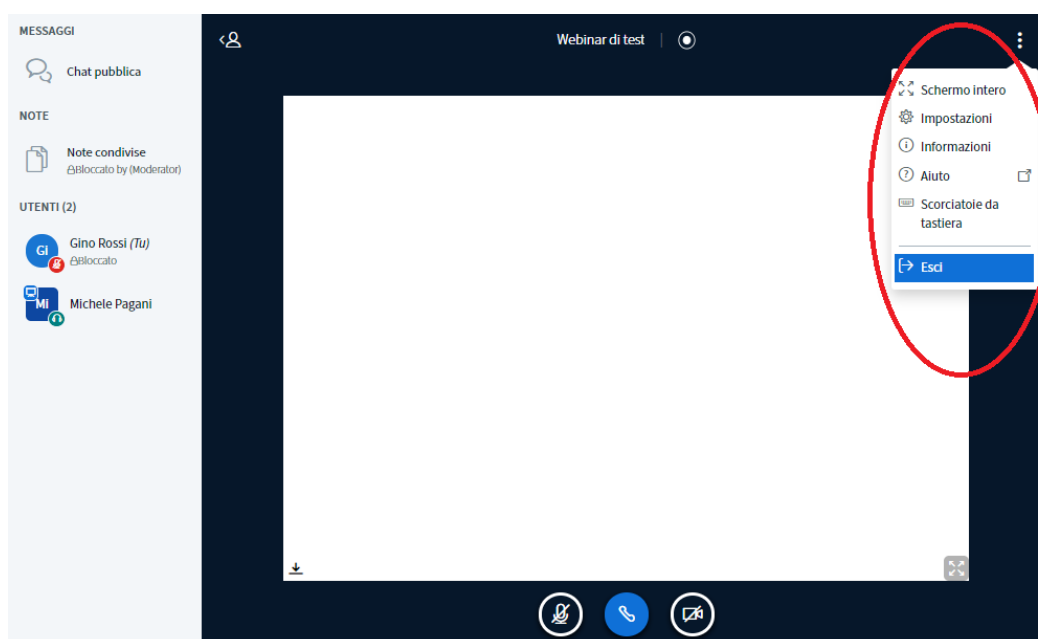 MESSAGGI
Chat pubblica
NOTE
Note condivise
Bloccato by (Moderator)
UTENTI (2)
Gi
Gino Rossi (Tu)
Bloccato
Mi
Michele Pagani
Webinar di test
Schermo intero
Impostazioni
Informazioni
Aiuto
Scorciatoie da
tastiera
Esci